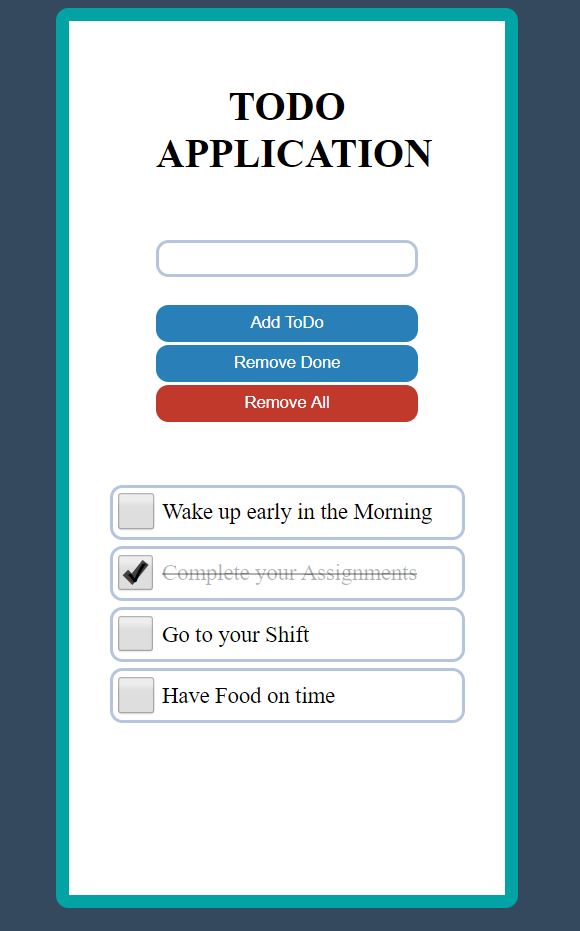 TODO
APPLICATION
Add ToDo
Remove Done
Remove All
Wake up early in the Morning
Complete your Assignments
Go to your Shift
Have Food on time